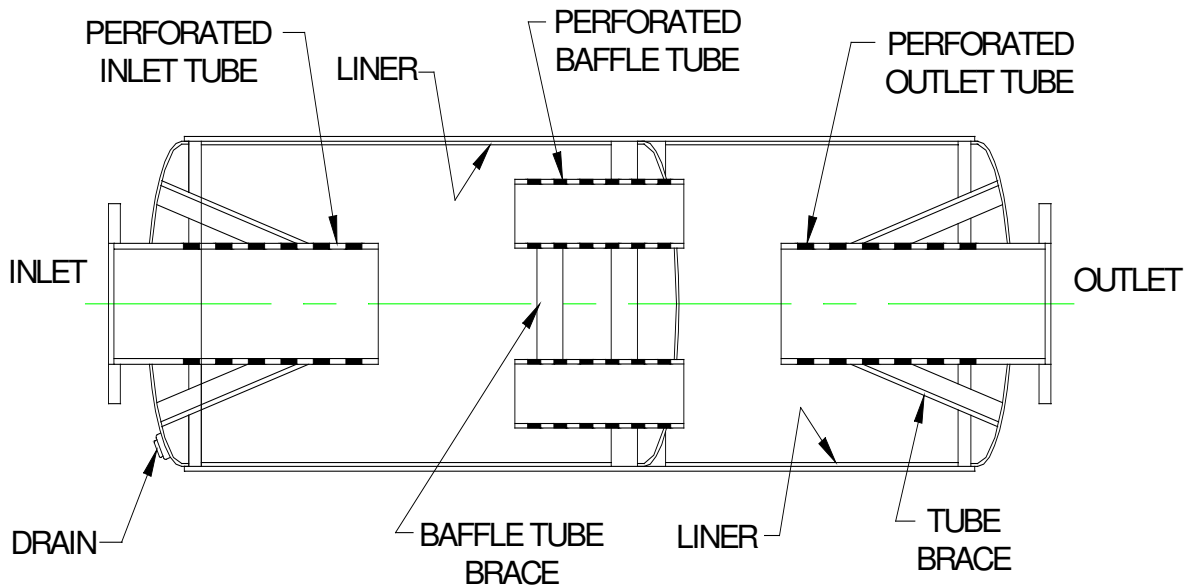 PERFORATED
INLET TUBE
LINER
PERFORATED
BAFFLE TUBE
PERFORATED
OUTLET TUBE
INLET
OUTLET
DRAIN
BAFFLE TUBE
BRACE
LINER
TUBE
BRACE